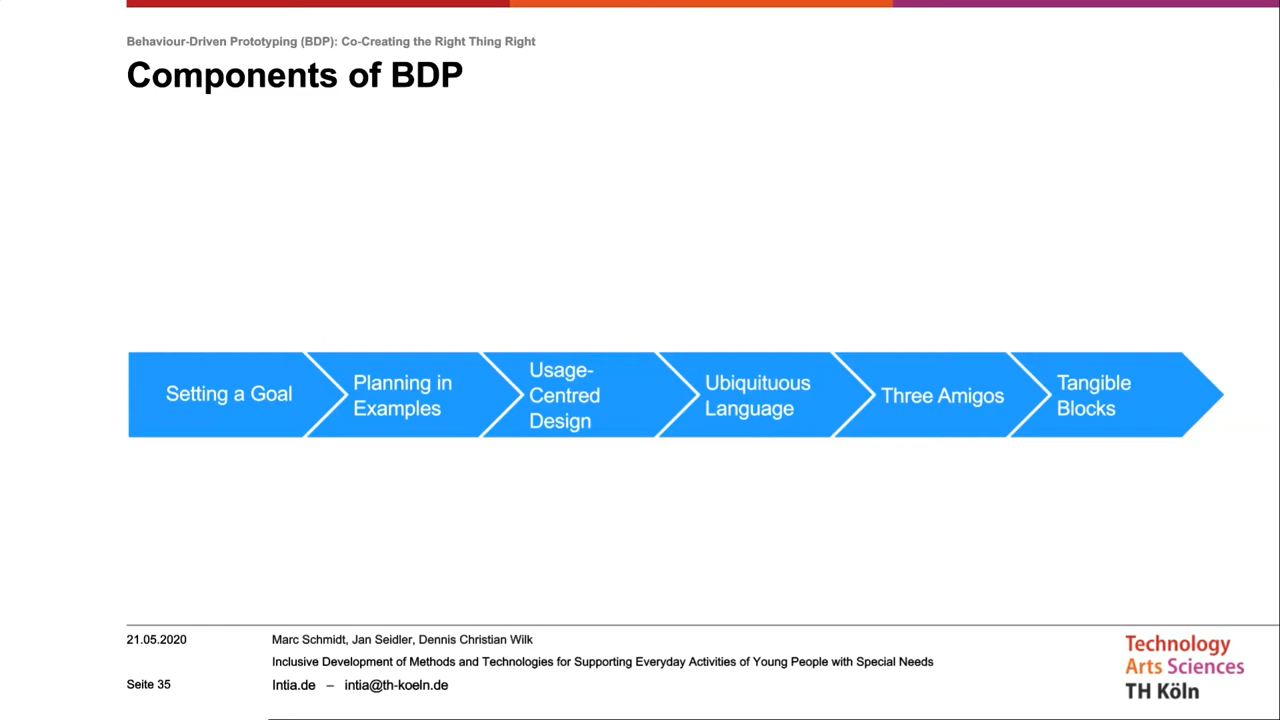 Behaviour-Driven Prototyping (BDP): Co-Creating the Right Thing Right
Components of BDP
Setting a Goal
Planning in
Examples
Usage-
Centred
Design
Ubiquituous
Language
Three Amigos
Tangible
Blocks
21.05.2020
Marc Schmidt, Jan Seidler, Dennis Christian Wilk
Inclusive Development of Methods and Technologies for Supporting Everyday Activities of Young People with Special Needs
Seite 35
Intia.de – intia@th-koeln.de
Technology
Arts Sciences
TH Köln